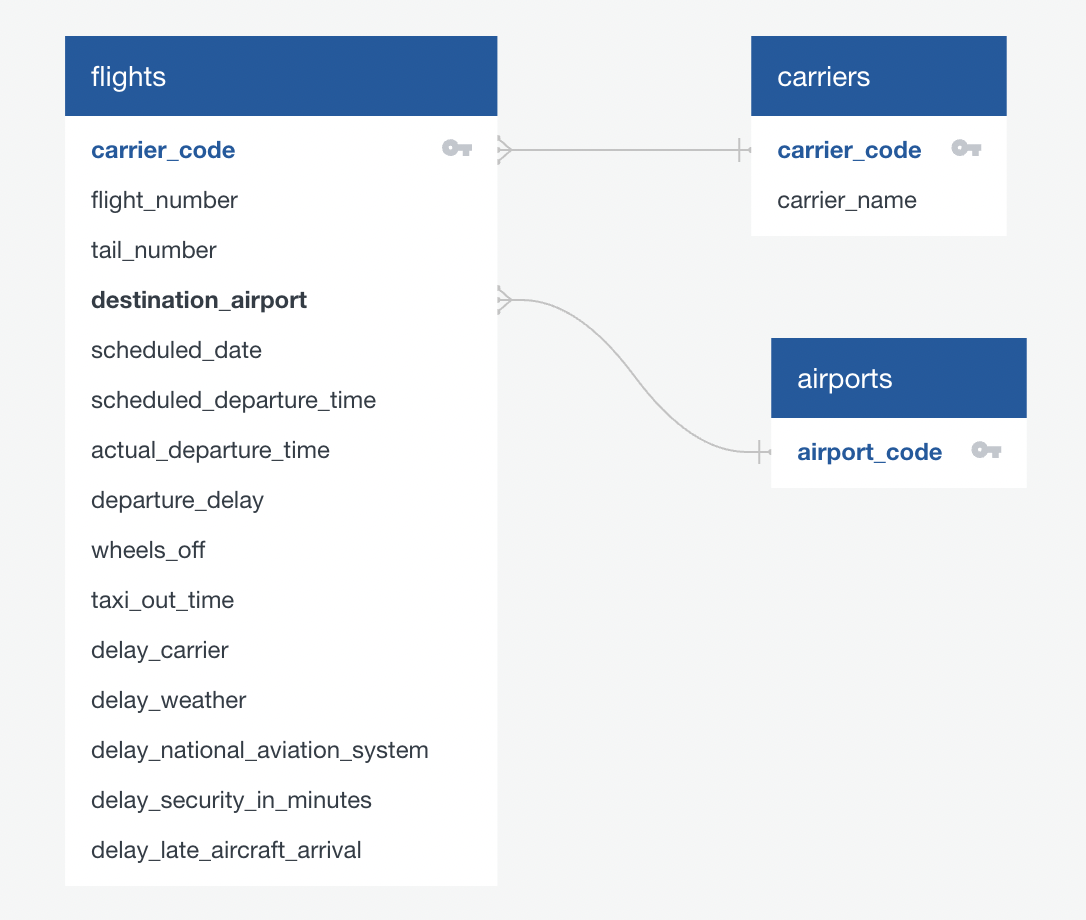 flights
carrier_code
flight_number
tail_number
destination_airport
scheduled_date
scheduled_departure_time
actual_departure_time
departure_delay
wheels_off
taxi_out_time
delay_carrier
delay_weather
delay_national_aviation_system
delay_security_in_minutes
delay_late_aircraft_arrival
carriers
carrier_code
carrier_name
airports
airport_code